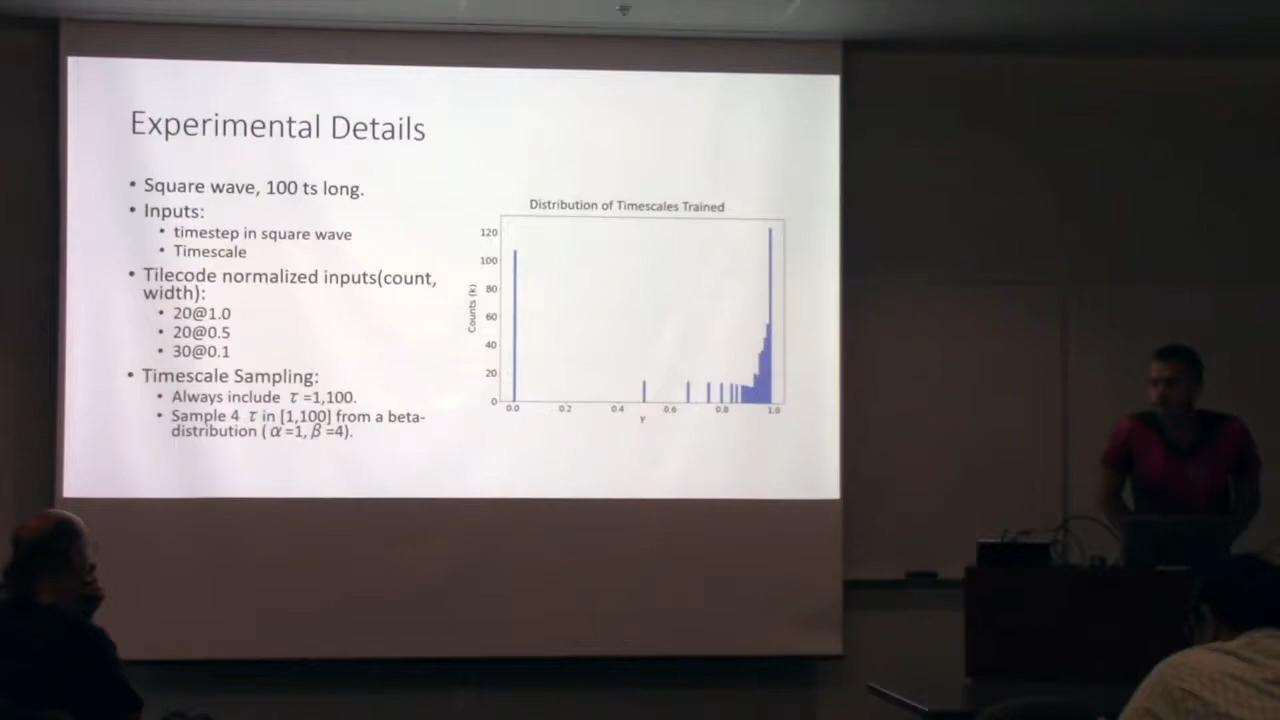 Experimental Details
• Square wave, 100 ts long.
• Inputs:
• timestep in square wave
• Timescale
• Tilecode normalized inputs(count,
width):
• 20@1.0
• 20@0.5
• 30@0.1
• Timescale Sampling:
• Always include τ =1,100.
• Sample 4 τ in [1,100] from a beta-
distribution ( α =1, β =4).
Distribution of Timescales Trained
Counts (k)
120
100
80
60
40
20
0
0.0 0.2 0.4 0.6 0.8 1.0
γ